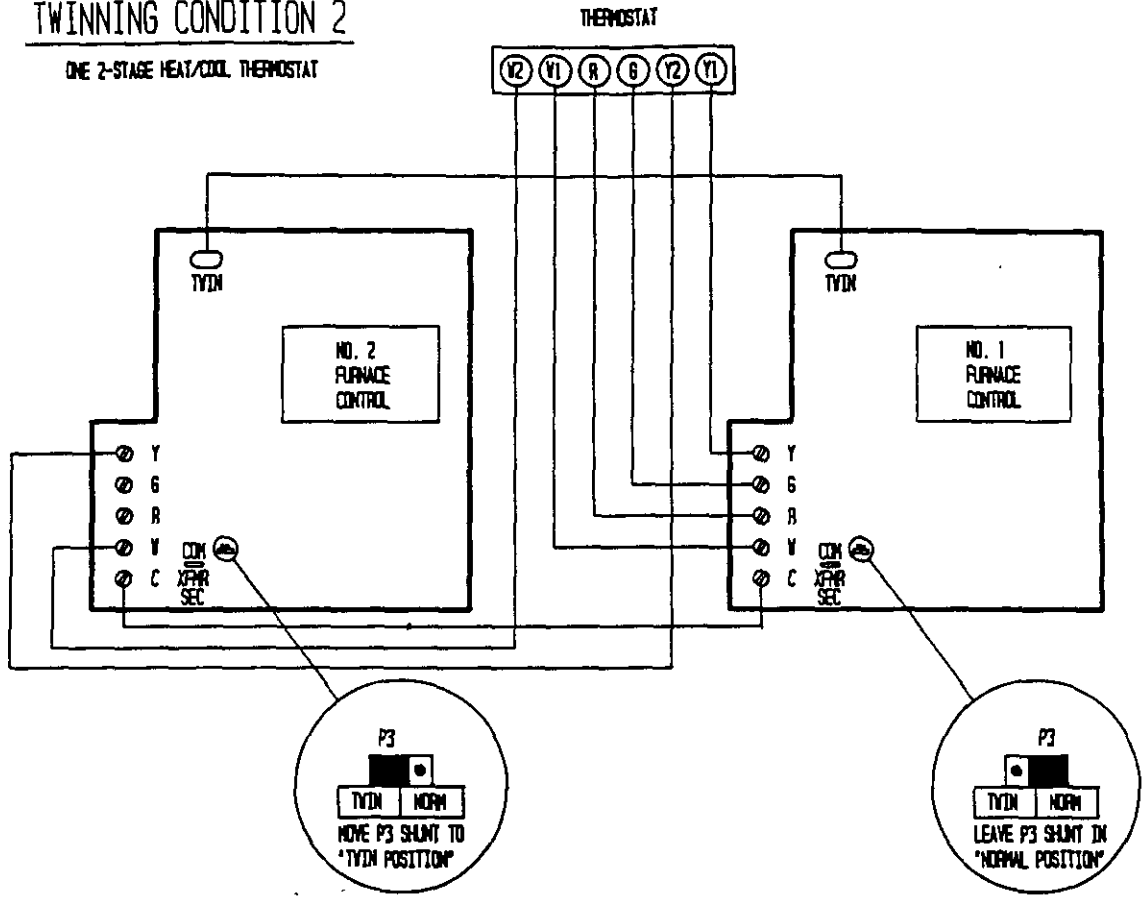 TWINNING CONDITION 2
ONE 2-STAGE HEAT/COOL THERMOSTAT
THERMOSTAT
W2 W1 R G Y2 Y1
TWIN
TWIN
NO. 2
FURNACE
CONTROL
NO. 1
FURNACE
CONTROL
Y
G
R
W
C
COM
XFMR
SEC
Y
G
R
W
C
COM
XFMR
SEC
P3
TWIN NORM
MOVE P3 SHUNT TO
"TWIN POSITION"
P3
TWIN NORM
LEAVE P3 SHUNT IN
"NORMAL POSITION"